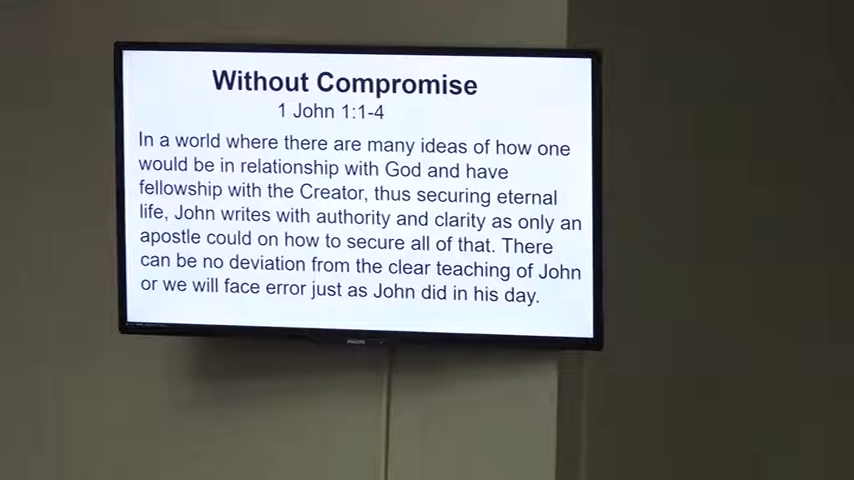 Without Compromise
1 John 1:1-4
In a world where there are many ideas of how one
would be in relationship with God and have
fellowship with the Creator, thus securing eternal
life, John writes with authority and clarity as only an
apostle could on how to secure all of that. There
can be no deviation from the clear teaching of John
or we will face error just as John did in his day.
PHILIPS